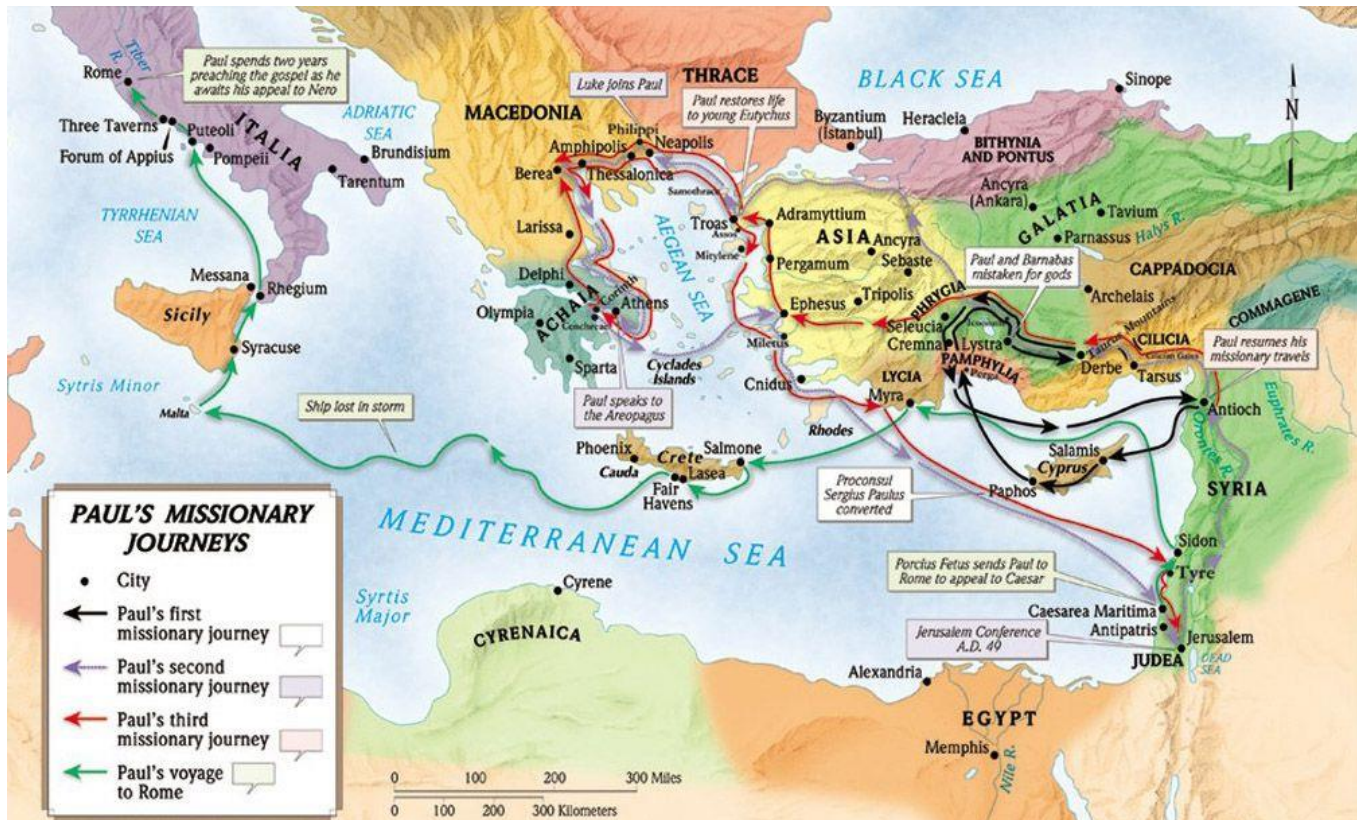 Tiber
R.
Rome
Paul spends two years
preaching the gospel as he
awaits his appeal to Nero
ITALIA
ADRIATIC
SEA
Three Taverns
Forum of Appius
Puteoli
Pompeii
Brundisium
Tarentum
TYRRHENIAN
SEA
Messana
Rhegium
Sicily
Syracuse
Sytris Minor
Malta
Ship lost in storm
MACEDONIA
THRACE
Luke joins Paul
Paul restores life
to young Eutychus
Philippi
Neapolis
Amphipolis
Berea
Thessalonica
Samothrace
Larissa
Delphi
ACHAIA
Corinth
Athens
Olympia
Cenchreae
Sparta
Paul speaks to
the Areopagus
AEGEAN SEA
Cyclades
Islands
BLACK SEA
Sinope
Byzantium
(Istanbul)
Heracleia
BITHYNIA
AND PONTUS
Ancyra
(Ankara)
GALATIA
Tavium
Parnassus
Halys R.
Troas
Assos
Mitylene
Adramyttium
ASIA
Ancyra
Pergamum
Sebaste
Ephesus
Tripolis
Miletus
Cnidus
Rhodes
Paul and Barnabas
mistaken for gods
CAPPADOCIA
Archelais
COMMAGENE
PHRYGIA
Seleucia
Iconium
Cremna
Lystra
PAMPHYLIA
Perga
LYCIA
Myra
Derbe
Taurus Mountains
CILICIA
Cilician Gates
Tarsus
Paul resumes his
missionary travels
Antioch
Orontes R.
Euphrates R.
SYRIA
Salamis
Cyprus
Paphos
Proconsul
Sergius Paulus
converted
Phoenix
Crete
Salmone
Cauda
Lasea
Fair
Havens
MEDITERRANEAN SEA
Sidon
Tyre
Porcius Fetus sends Paul to
Rome to appeal to Caesar
Caesarea Maritima
Antipatris
Jerusalem Conference
A.D. 49
Jerusalem
JUDEA
DEAD
SEA
Syrtis
Major
Cyrene
CYRENAICA
Alexandria
EGYPT
Memphis
Nile R.
N
PAUL'S MISSIONARY
JOURNEYS
City
Paul's first
missionary journey
Paul's second
missionary journey
Paul's third
missionary journey
Paul's voyage
to Rome
0 100 200 300 Miles
0 100 200 300 Kilometers